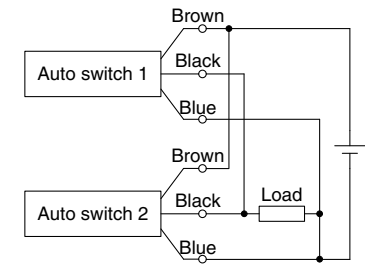 Brown
Auto switch 1
Black
Blue
Brown
Auto switch 2
Black
Load
Blue